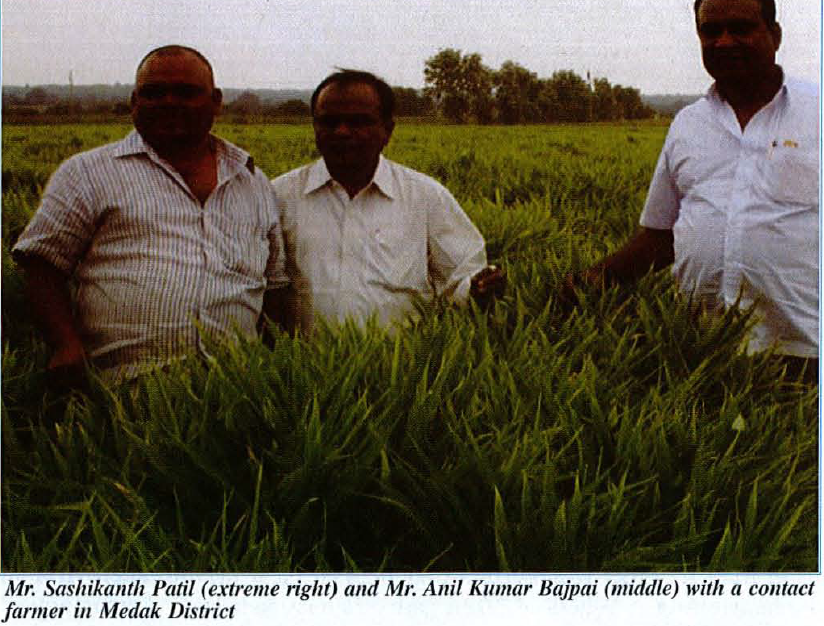 Mr. Sashikanth Patil (extreme right) and Mr. Anil Kumar Bajpai (middle) with a contact
farmer in Medak District